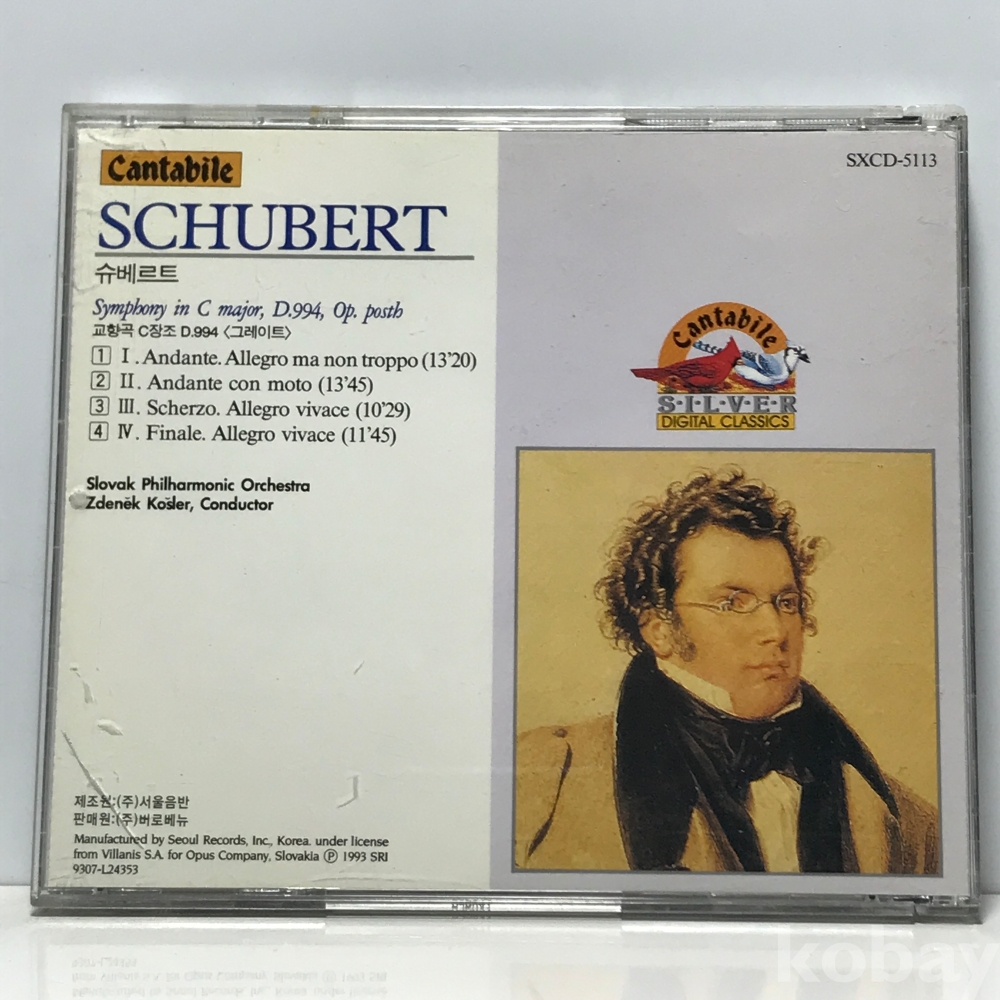 Cantabile
SCHUBERT
슈베르트
Symphony in C major, D.994, Op. posth
교향곡 C장조 D.994 〈그레이트〉
1 I. Andante. Allegro ma non troppo (13'20)
2 II. Andante con moto (13'45)
3 III. Scherzo. Allegro vivace (10'29)
4 IV. Finale. Allegro vivace (11'45)
Slovak Philharmonic Orchestra
Zdeněk Košler, Conductor
제조원:(주)서울음반
판매원:(주)버로베뉴
Manufactured by Seoul Records, Inc., Korea. under license
from Villanis S.A. for Opus Company, Slovakia Ⓟ 1993 SRI
9307-L24353
SXCD-5113
Cantabile
S·I·L·V·E·R
DIGITAL CLASSICS
kobay